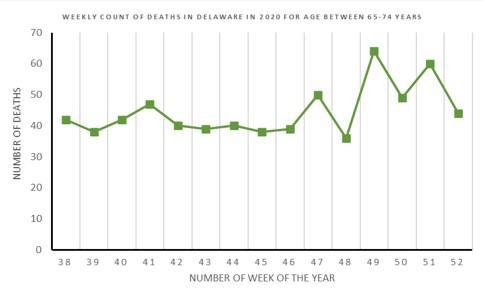 WEEKLY COUNT OF DEATHS IN DELAWARE IN 2020 FOR AGE BETWEEN 65-74 YEARS
70
60
50
40
30
20
10
0
NUMBER OF DEATHS
38 39 40 41 42 43 44 45 46 47 48 49 50 51 52
NUMBER OF WEEK OF THE YEAR